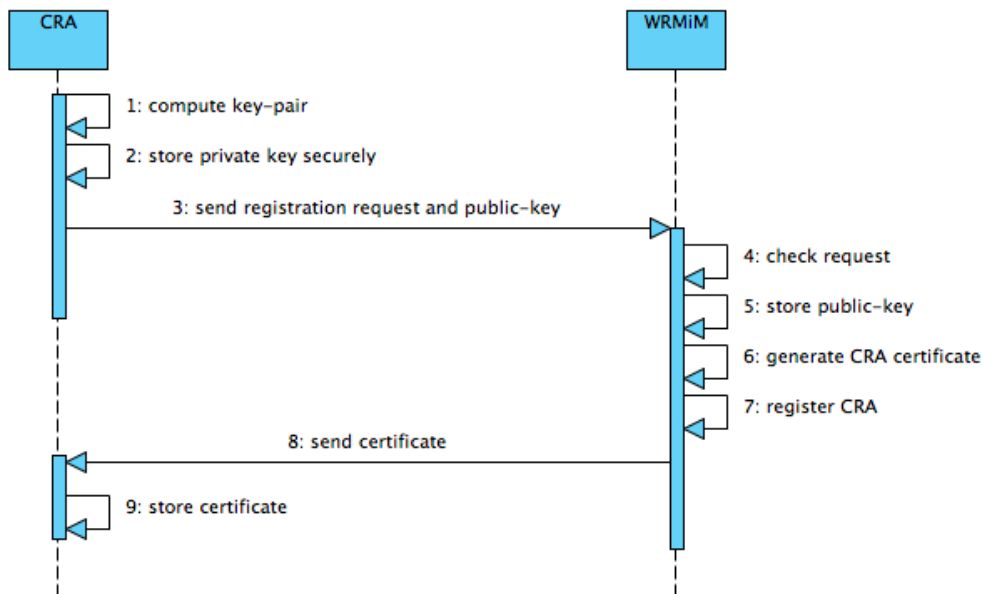 CRA
WRMiM
1: compute key-pair
2: store private key securely
3: send registration request and public-key
4: check request
5: store public-key
6: generate CRA certificate
7: register CRA
8: send certificate
9: store certificate